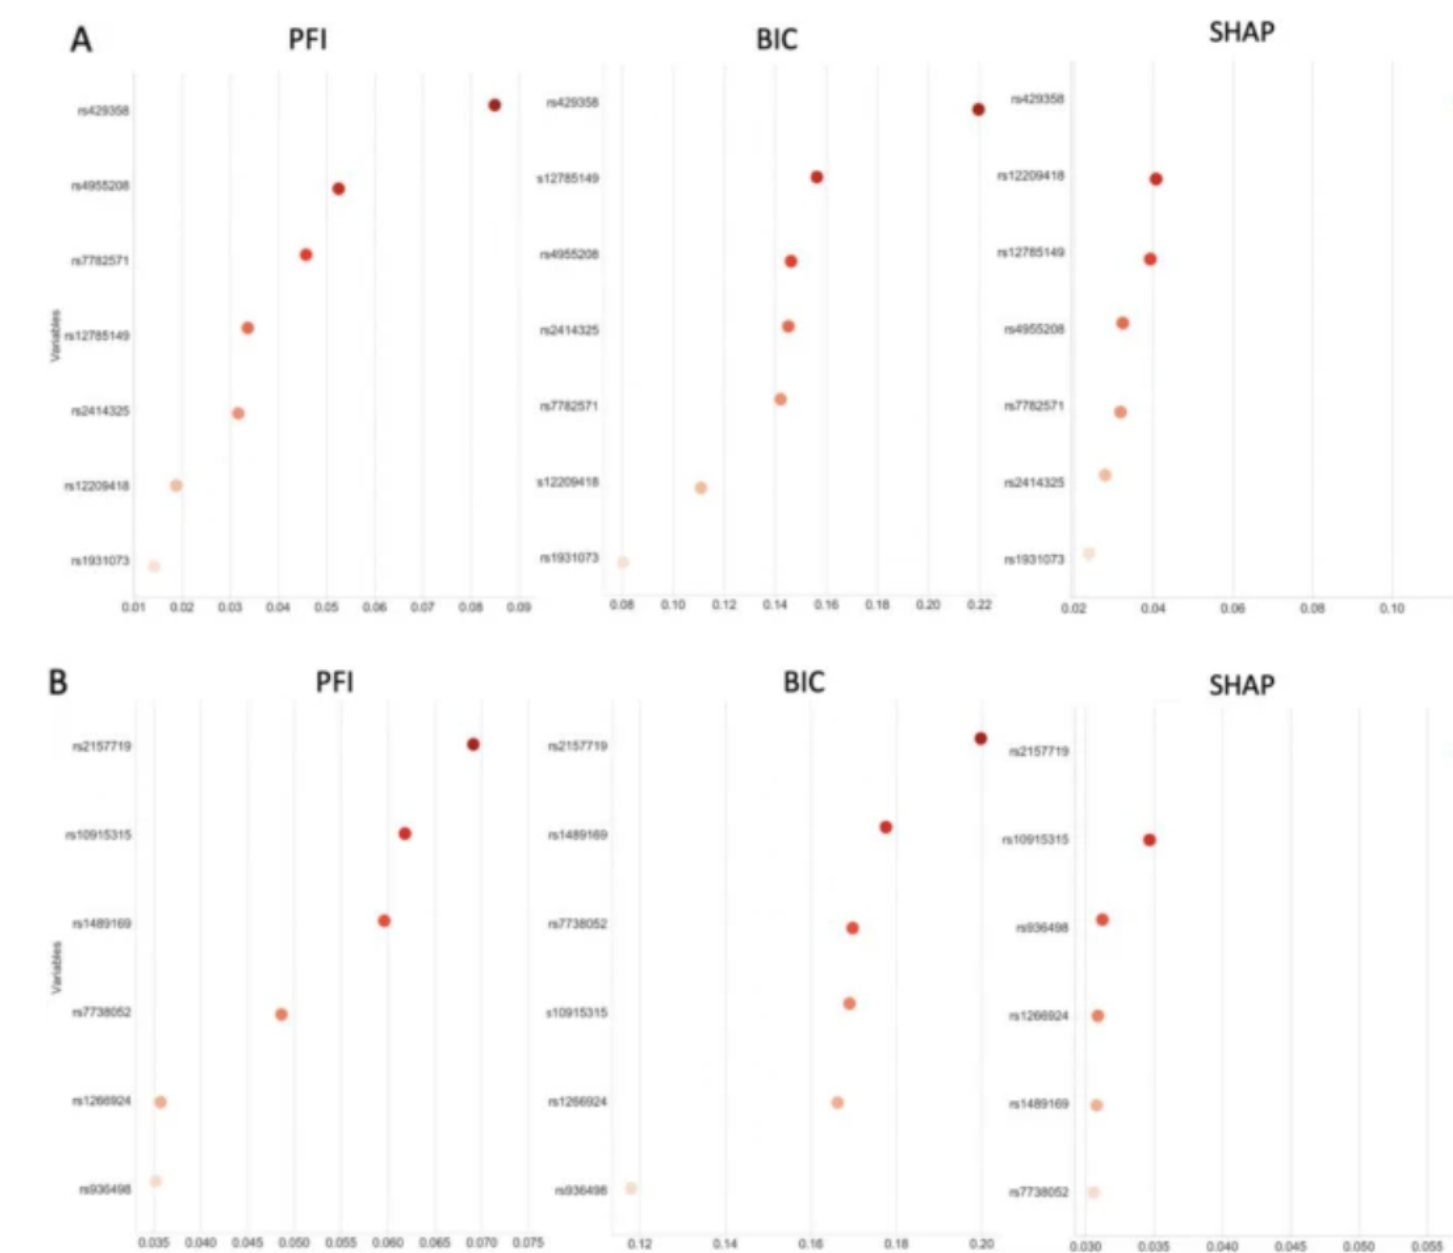 A
PFI
BIC
SHAP
rs429358
rs4955208
rs7782571
rs12785149
rs2414325
rs12209418
rs1931073
Variables
0.01 0.02 0.03 0.04 0.05 0.06 0.07 0.08 0.09
rs429358
s12785149
rs4955208
rs2414325
rs7782571
s12209418
rs1931073
0.08 0.10 0.12 0.14 0.16 0.18 0.20 0.22
rs429358
rs12209418
rs12785149
rs4955208
rs7782571
rs2414325
rs1931073
0.02 0.04 0.06 0.08 0.10
B
PFI
BIC
SHAP
rs2157719
rs10915315
rs1489169
rs7738052
rs1266924
rs936498
Variables
0.035 0.040 0.045 0.050 0.055 0.060 0.065 0.070 0.075
rs2157719
rs1489169
rs7738052
s10915315
rs1266924
rs936498
0.12 0.14 0.16 0.18 0.20
rs2157719
rs10915315
rs936498
rs1266924
rs1489169
rs7738052
0.030 0.035 0.040 0.045 0.050 0.055